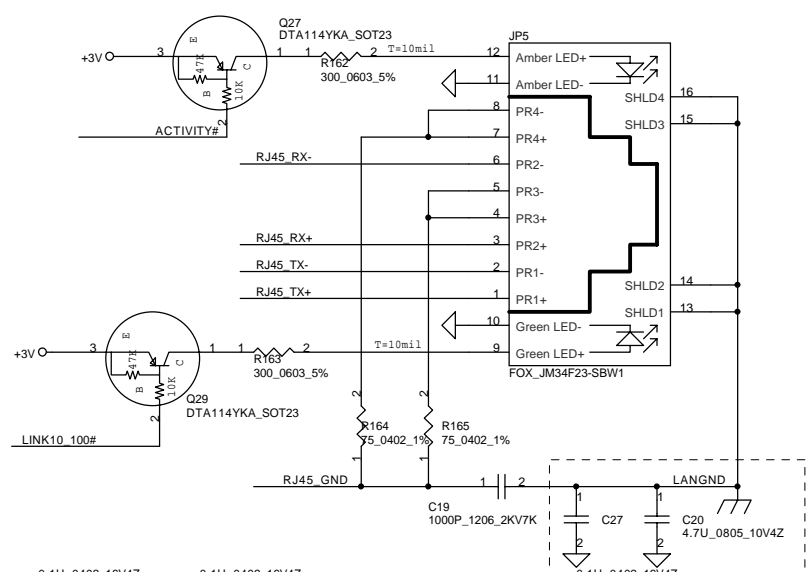 Q27
DTA114YKA_SOT23
JP5
+3V
3
E
47K
C
B
10K
1
1
R162
300_0603_5%
2
T=10mil
12
Amber LED+
11
Amber LED-
2
ACTIVITY#
8
PR4-
7
PR4+
RJ45_RX-
6
PR2-
5
PR3-
4
PR3+
RJ45_RX+
3
PR2+
RJ45_TX-
2
PR1-
RJ45_TX+
1
PR1+
10
Green LED-
9
Green LED+
SHLD4
16
SHLD3
15
SHLD2
14
SHLD1
13
FOX_JM34F23-SBW1
+3V
3
E
47K
C
B
10K
1
1
R163
300_0603_5%
2
T=10mil
Q29
DTA114YKA_SOT23
2
LINK10_100#
2
R164
75_0402_1%
1
2
R165
75_0402_1%
1
RJ45_GND
1
2
C19
1000P_1206_2KV7K
LANGND
1
C27
2
1
C20
4.7U_0805_10V4Z
2